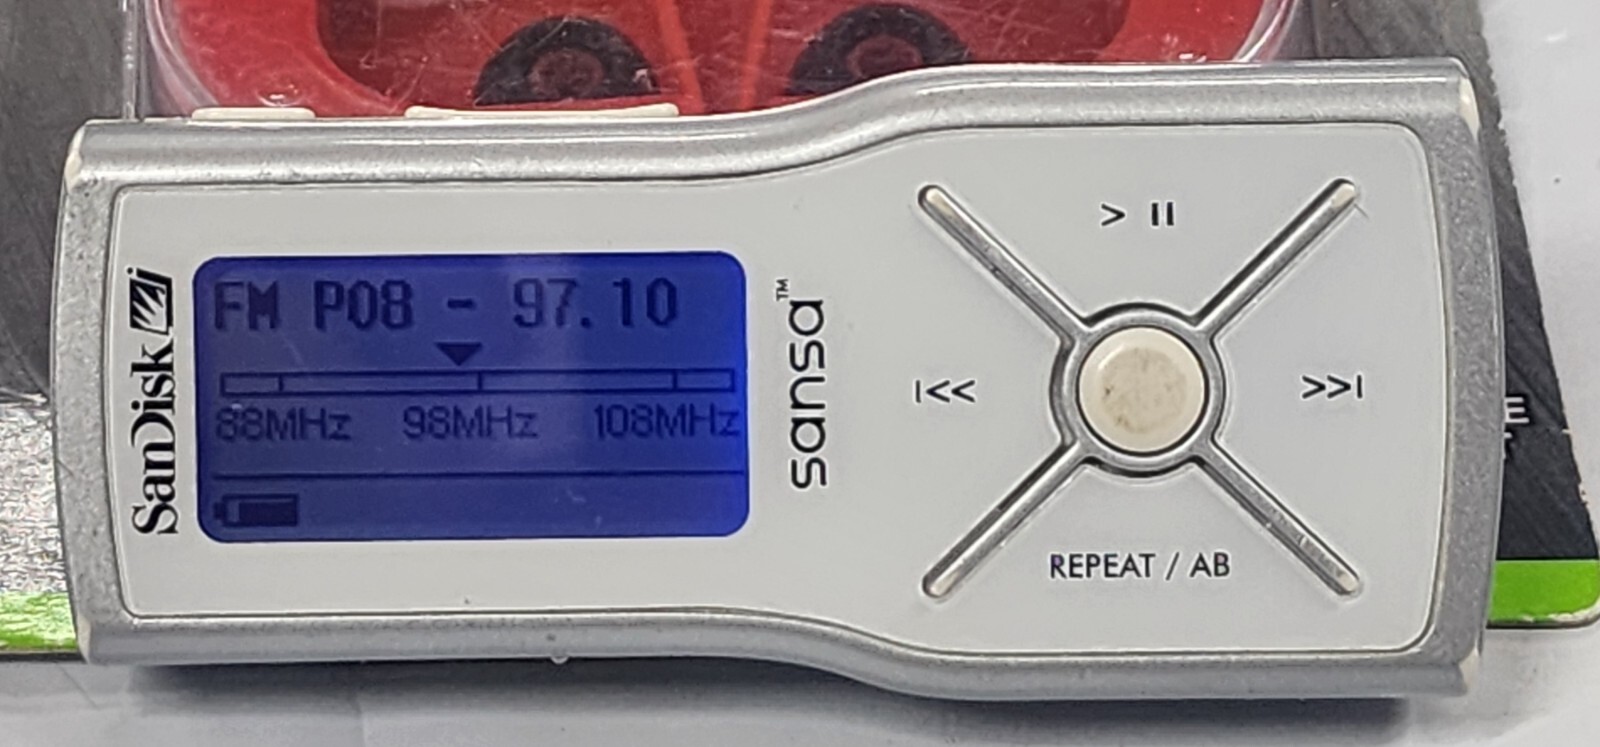 SanDisk
FM P08 - 97.10
88MHz 98MHz 108MHz
sansa™
> II
I<<
>>I
REPEAT / AB